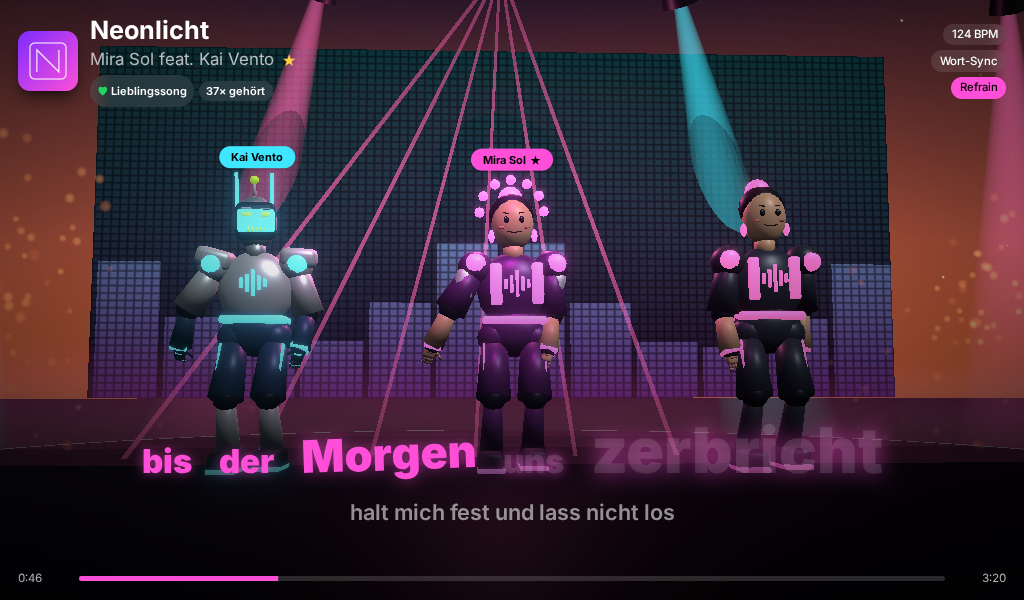 Neonlicht
Mira Sol feat. Kai Vento ★
Lieblingssong
37× gehört
124 BPM
Wort-Sync
Refrain
N
Kai Vento
Mira Sol ★
bis der Morgen uns zerbricht
halt mich fest und lass nicht los
0:46
3:20